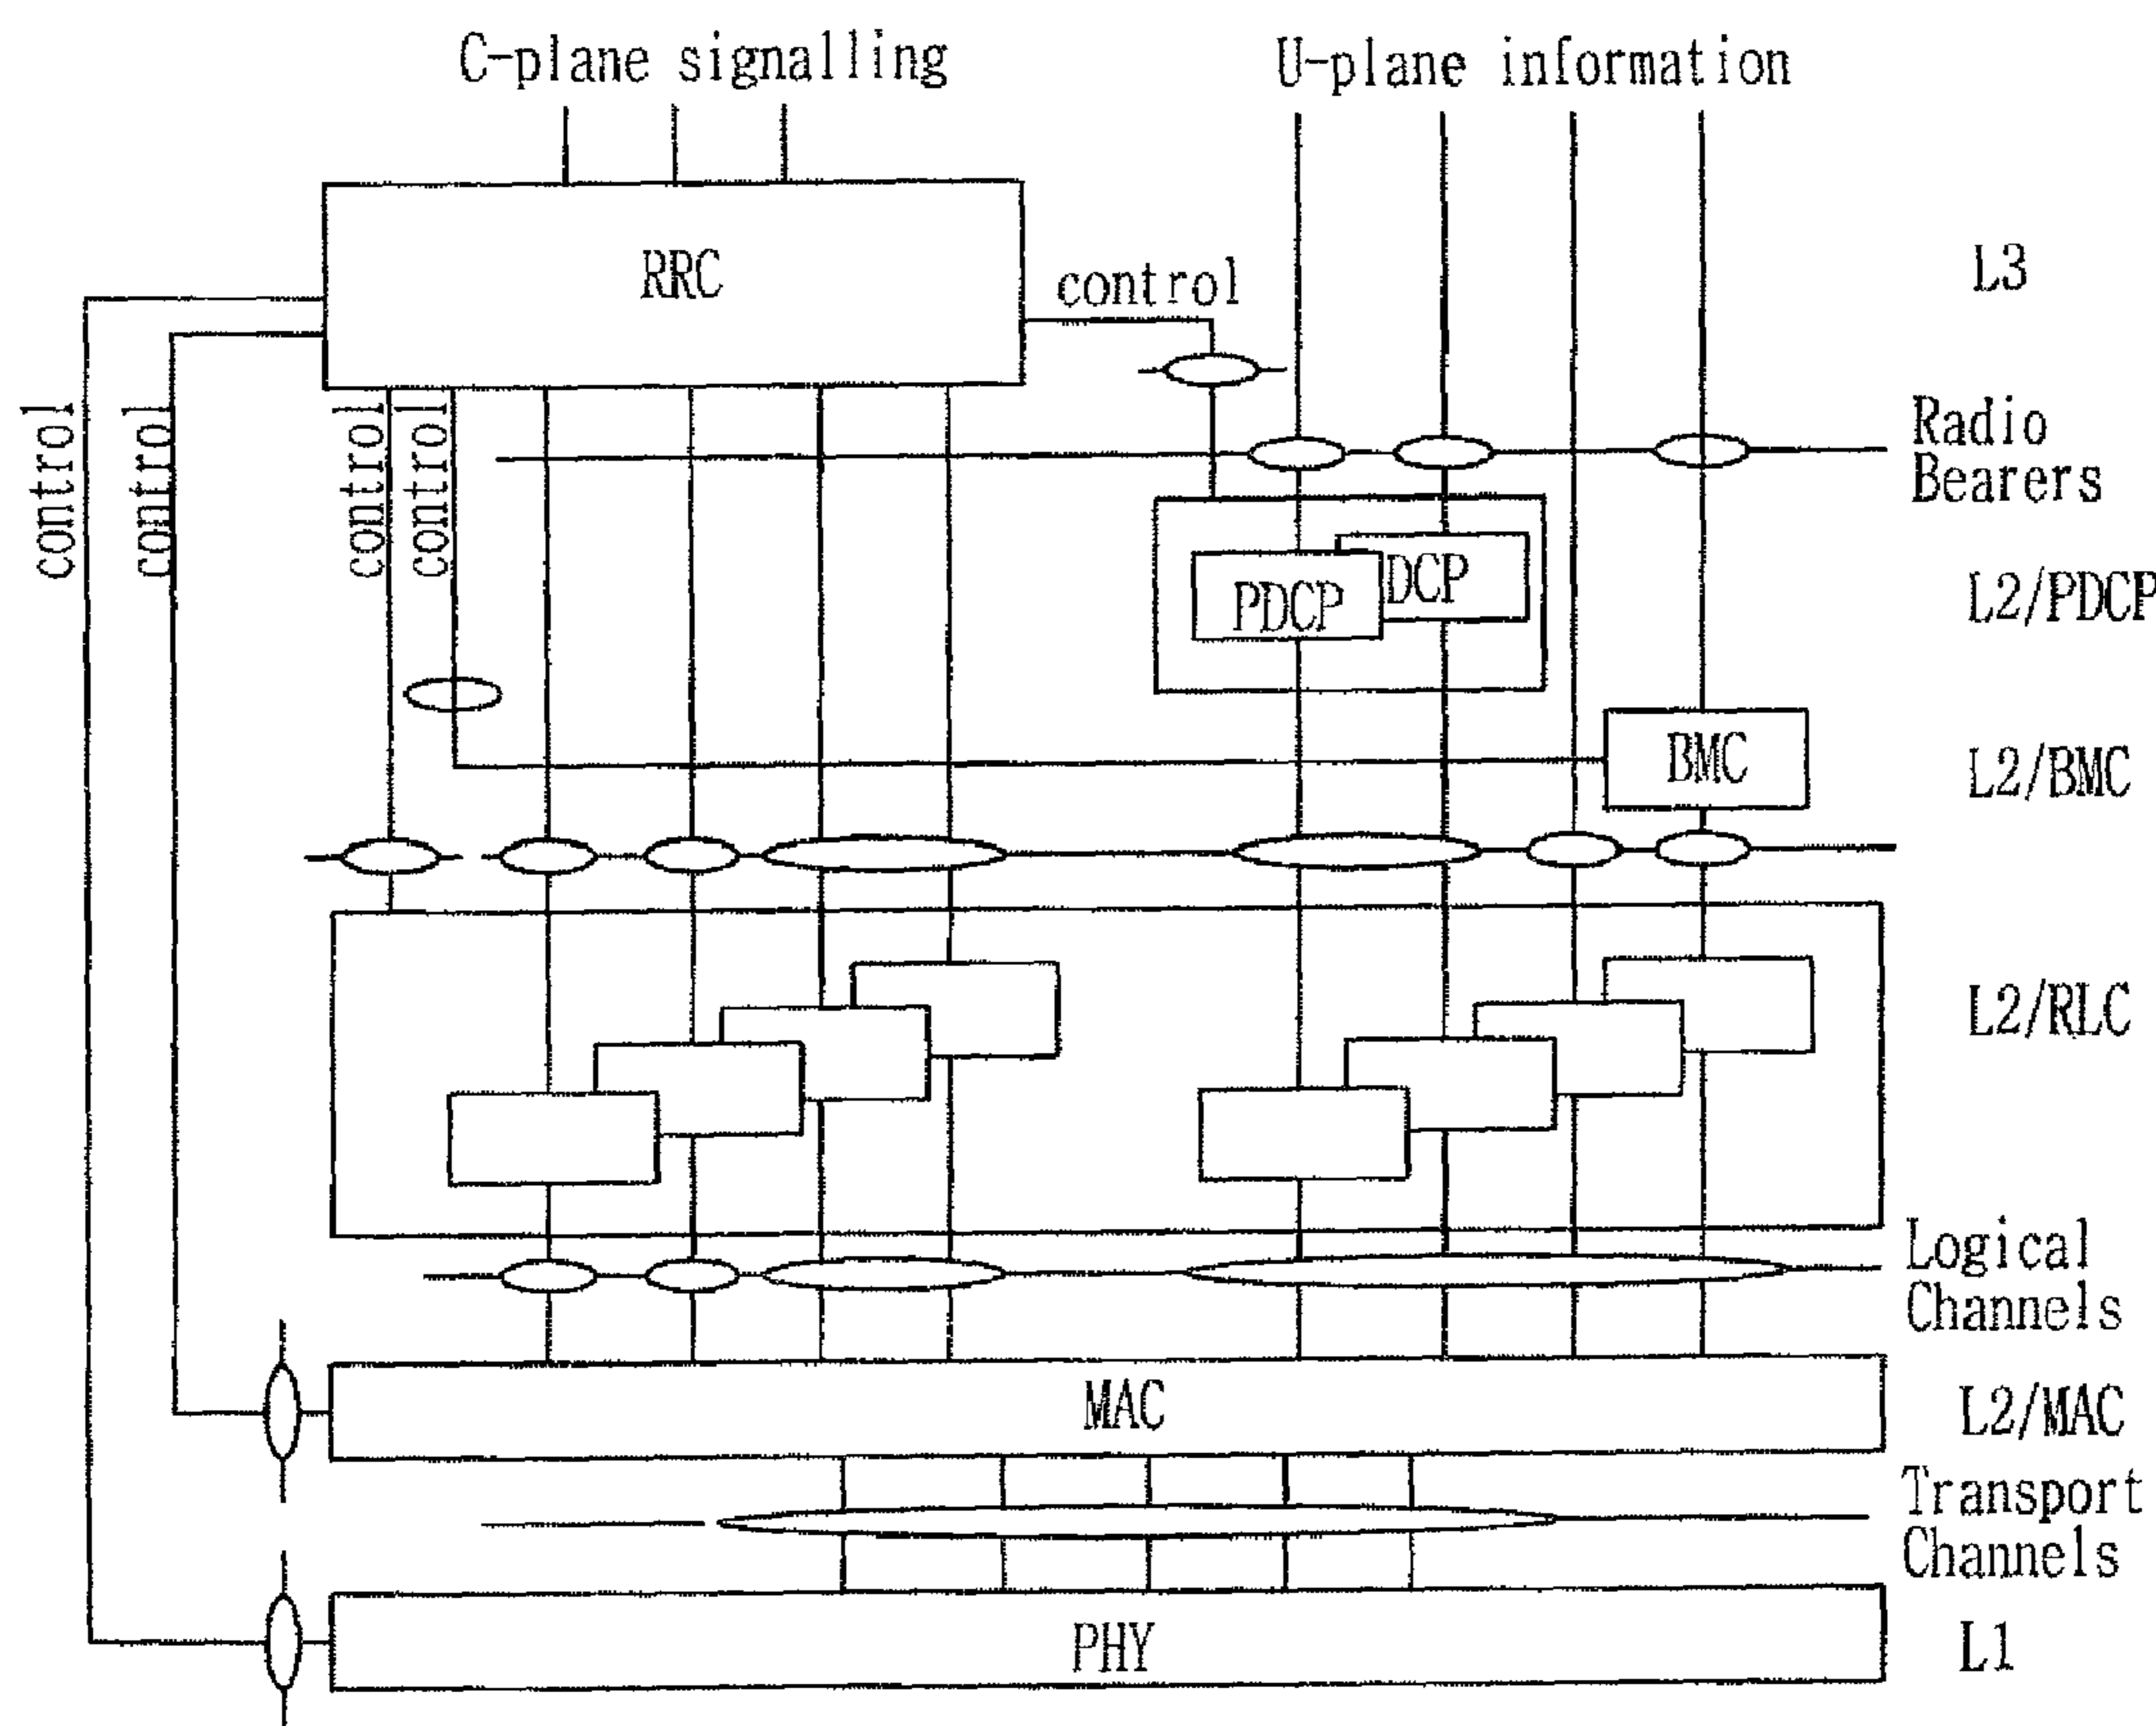 C-plane signalling
U-plane information
RRC
control
L3
control
control
control
control
Radio
Bearers
PDCP
DCP
L2/PDCP
BMC
L2/BMC
L2/RLC
Logical
Channels
MAC
L2/MAC
Transport
Channels
PHY
L1